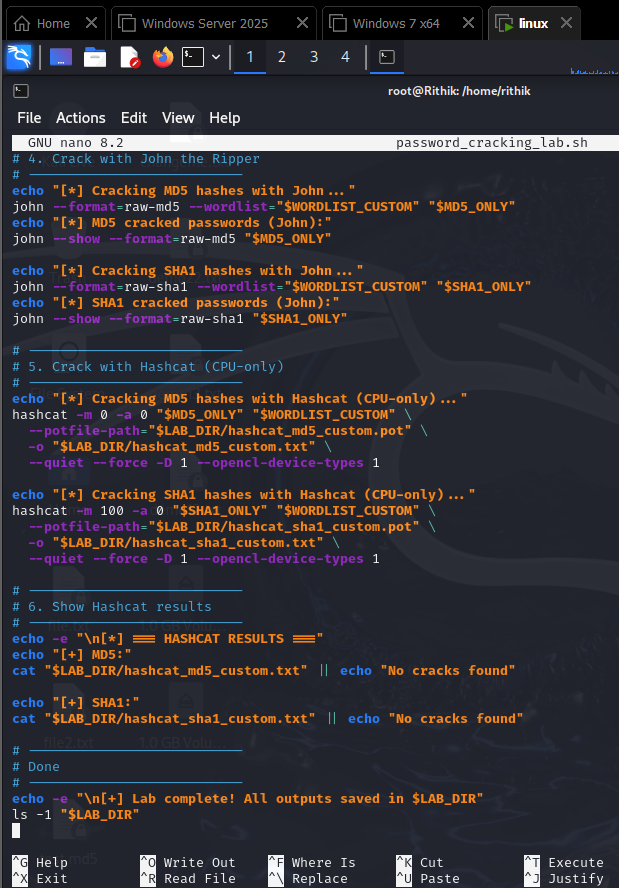 Home
Windows Server 2025
Windows 7 x64
linux
1 2 3 4
root@Rithik: /home/rithik
File Actions Edit View Help
GNU nano 8.2 password_cracking_lab.sh
# 4. Crack with John the Ripper
# ---------------------------
echo "[*] Cracking MD5 hashes with John..."
john --format=raw-md5 --wordlist="$WORDLIST_CUSTOM" "$MD5_ONLY"
echo "[*] MD5 cracked passwords (John):"
john --show --format=raw-md5 "$MD5_ONLY"
echo "[*] Cracking SHA1 hashes with John..."
john --format=raw-sha1 --wordlist="$WORDLIST_CUSTOM" "$SHA1_ONLY"
echo "[*] SHA1 cracked passwords (John):"
john --show --format=raw-sha1 "$SHA1_ONLY"
# ---------------------------
# 5. Crack with Hashcat (CPU-only)
# ---------------------------
echo "[*] Cracking MD5 hashes with Hashcat (CPU-only)..."
hashcat -m 0 -a 0 "$MD5_ONLY" "$WORDLIST_CUSTOM" \
--potfile-path="$LAB_DIR/hashcat_md5_custom.pot" \
-o "$LAB_DIR/hashcat_md5_custom.txt" \
--quiet --force -D 1 --opencl-device-types 1
echo "[*] Cracking SHA1 hashes with Hashcat (CPU-only)..."
hashcat -m 100 -a 0 "$SHA1_ONLY" "$WORDLIST_CUSTOM" \
--potfile-path="$LAB_DIR/hashcat_sha1_custom.pot" \
-o "$LAB_DIR/hashcat_sha1_custom.txt" \
--quiet --force -D 1 --opencl-device-types 1
# ---------------------------
# 6. Show Hashcat results
# ---------------------------
echo -e "\n[*] === HASHCAT RESULTS ==="
echo "[+] MD5:"
cat "$LAB_DIR/hashcat_md5_custom.txt" || echo "No cracks found"
echo "[+] SHA1:"
cat "$LAB_DIR/hashcat_sha1_custom.txt" || echo "No cracks found"
# ---------------------------
# Done
# ---------------------------
echo -e "\n[+] Lab complete! All outputs saved in $LAB_DIR"
ls -1 "$LAB_DIR"
^G Help ^O Write Out ^F Where Is ^K Cut ^T Execute
^X Exit ^R Read File ^\ Replace ^U Paste ^J Justify